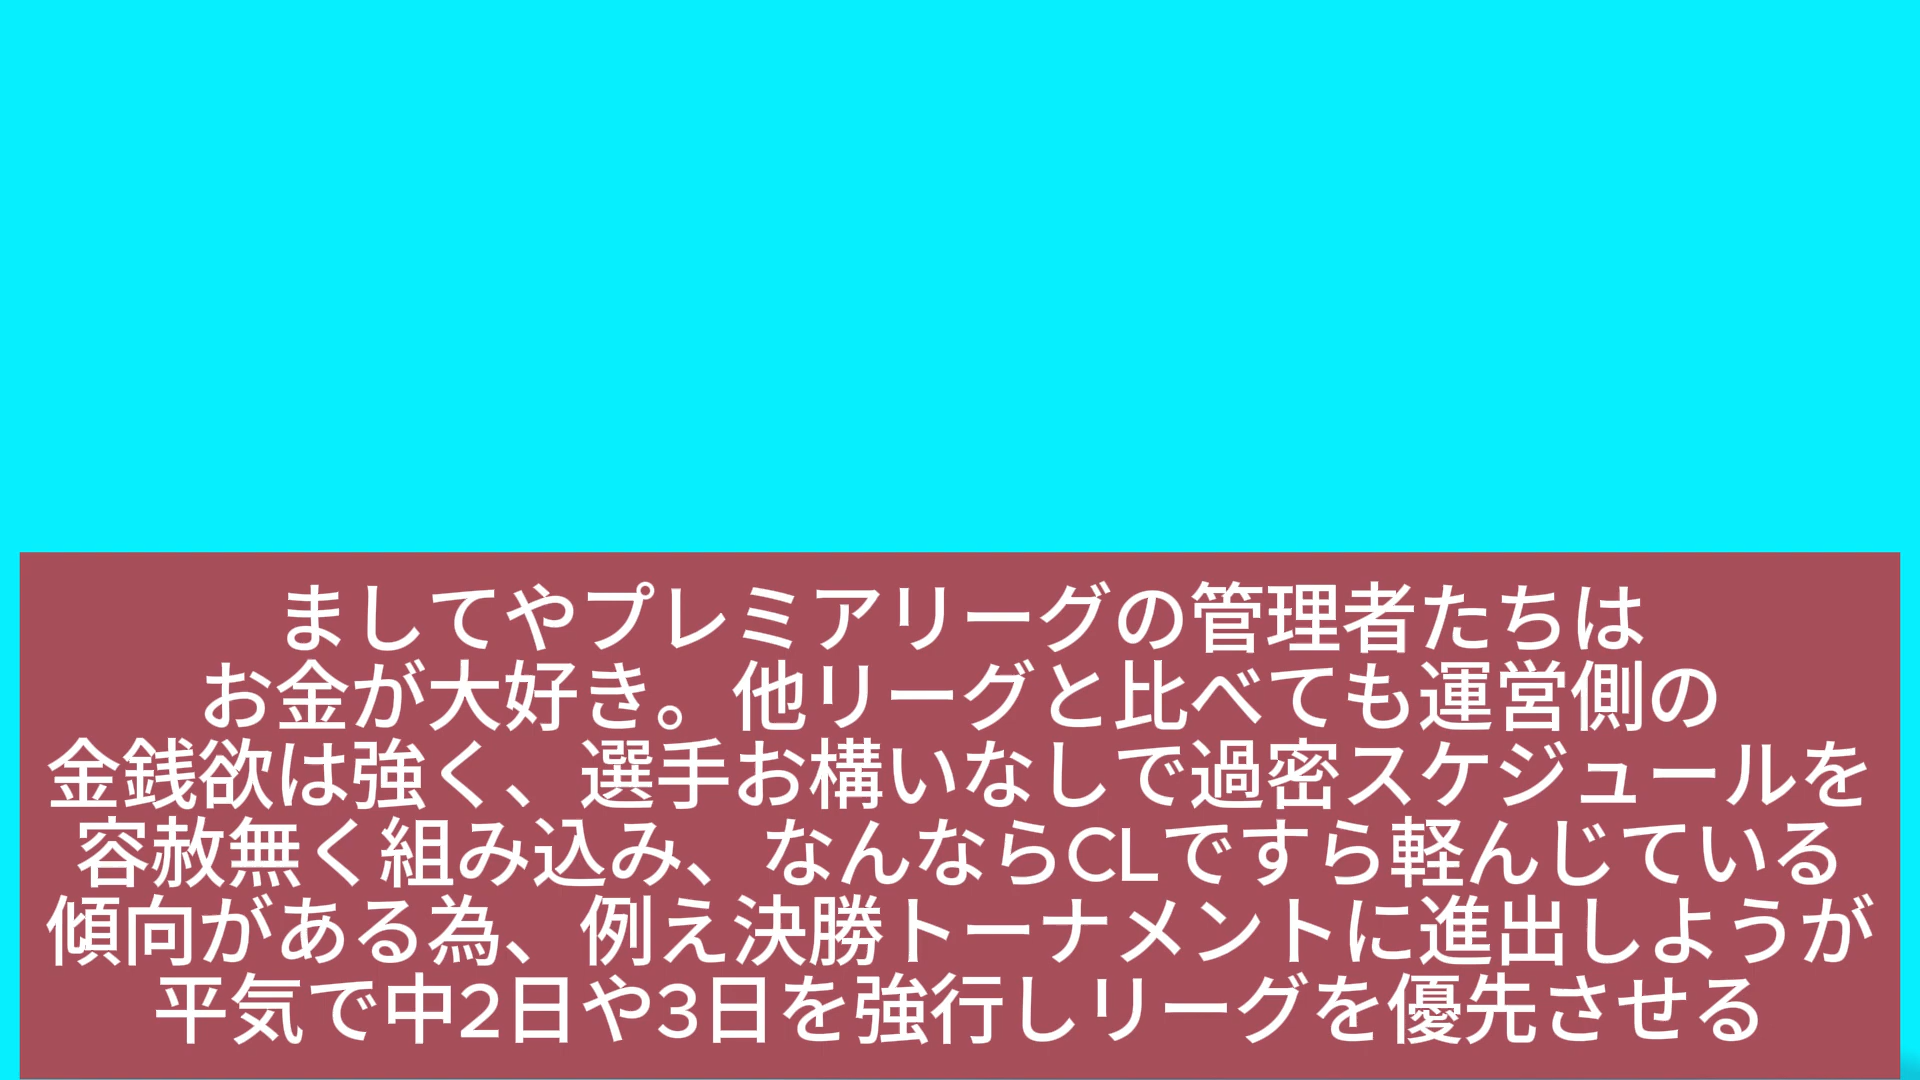 ましてやプレミアリーグの管理者たちは
お金が大好き。他リーグと比べても運営側の
金銭欲は強く、選手お構いなしで過密スケジュールを
容赦無く組み込み、なんならCLですら軽んじている
傾向がある為、例え決勝トーナメントに進出しようが
平気で中2日や3日を強行しリーグを優先させる